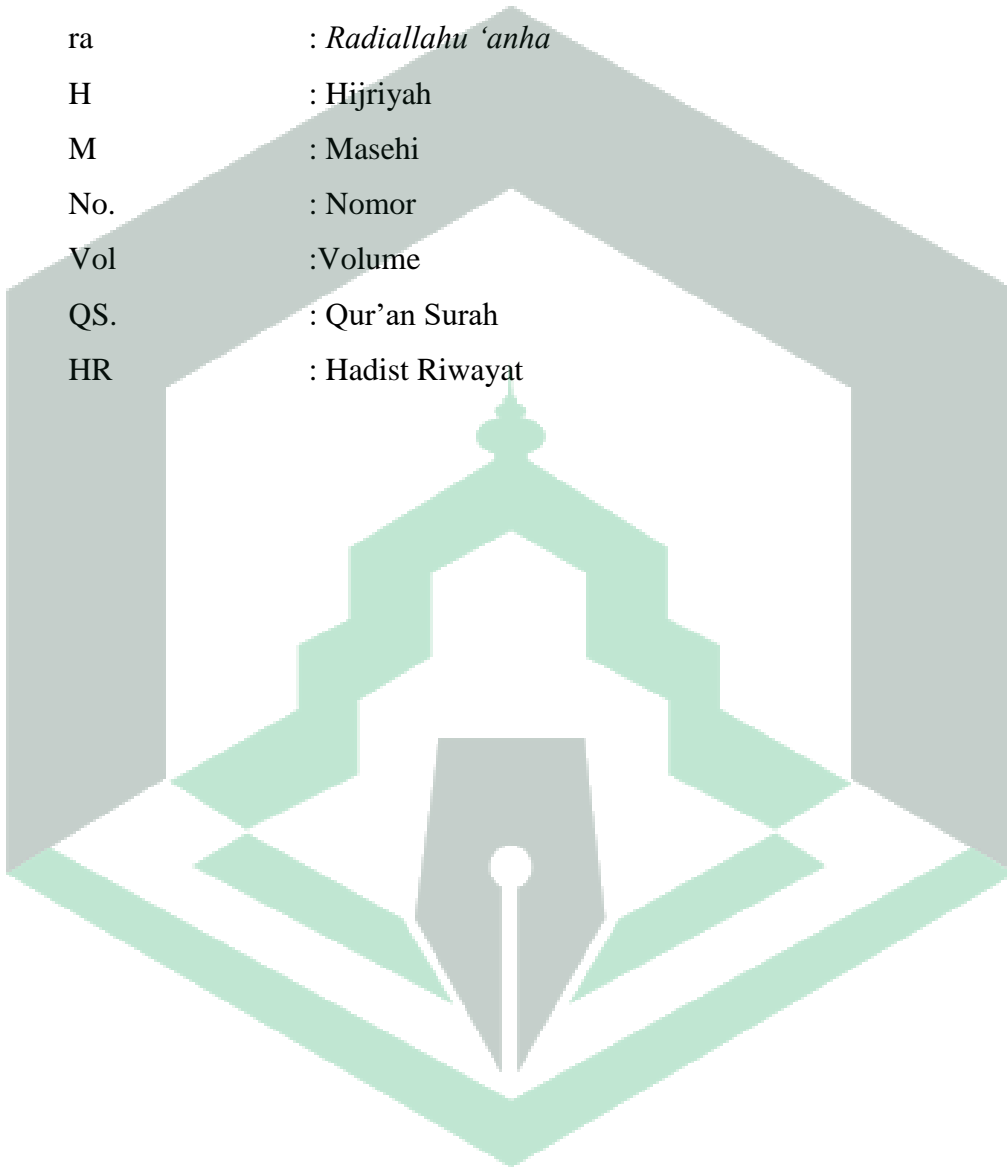 ra : Radiallahu ‘anha
H : Hijriyah
M : Masehi
No. : Nomor
Vol :Volume
QS. : Qur’an Surah
HR : Hadist Riwayat